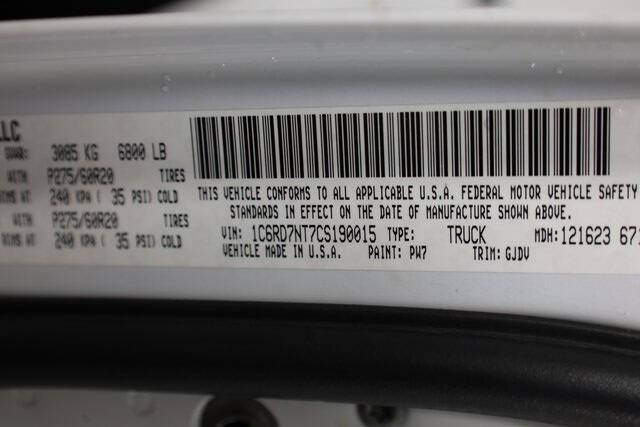 LLC
GAWR: 3085 KG 6800 LB
WITH P275/60R20 TIRES
RIMS AT 240 KPA ( 35 PSI) COLD
WITH P275/60R20 TIRES
RIMS AT 240 KPA ( 35 PSI) COLD
THIS VEHICLE CONFORMS TO ALL APPLICABLE U.S.A. FEDERAL MOTOR VEHICLE SAFETY
STANDARDS IN EFFECT ON THE DATE OF MANUFACTURE SHOWN ABOVE.
VIN: 1C6RD7NT7CS190015 TYPE: TRUCK MDH:121623 671
VEHICLE MADE IN U.S.A. PAINT: PW7 TRIM: GJDV